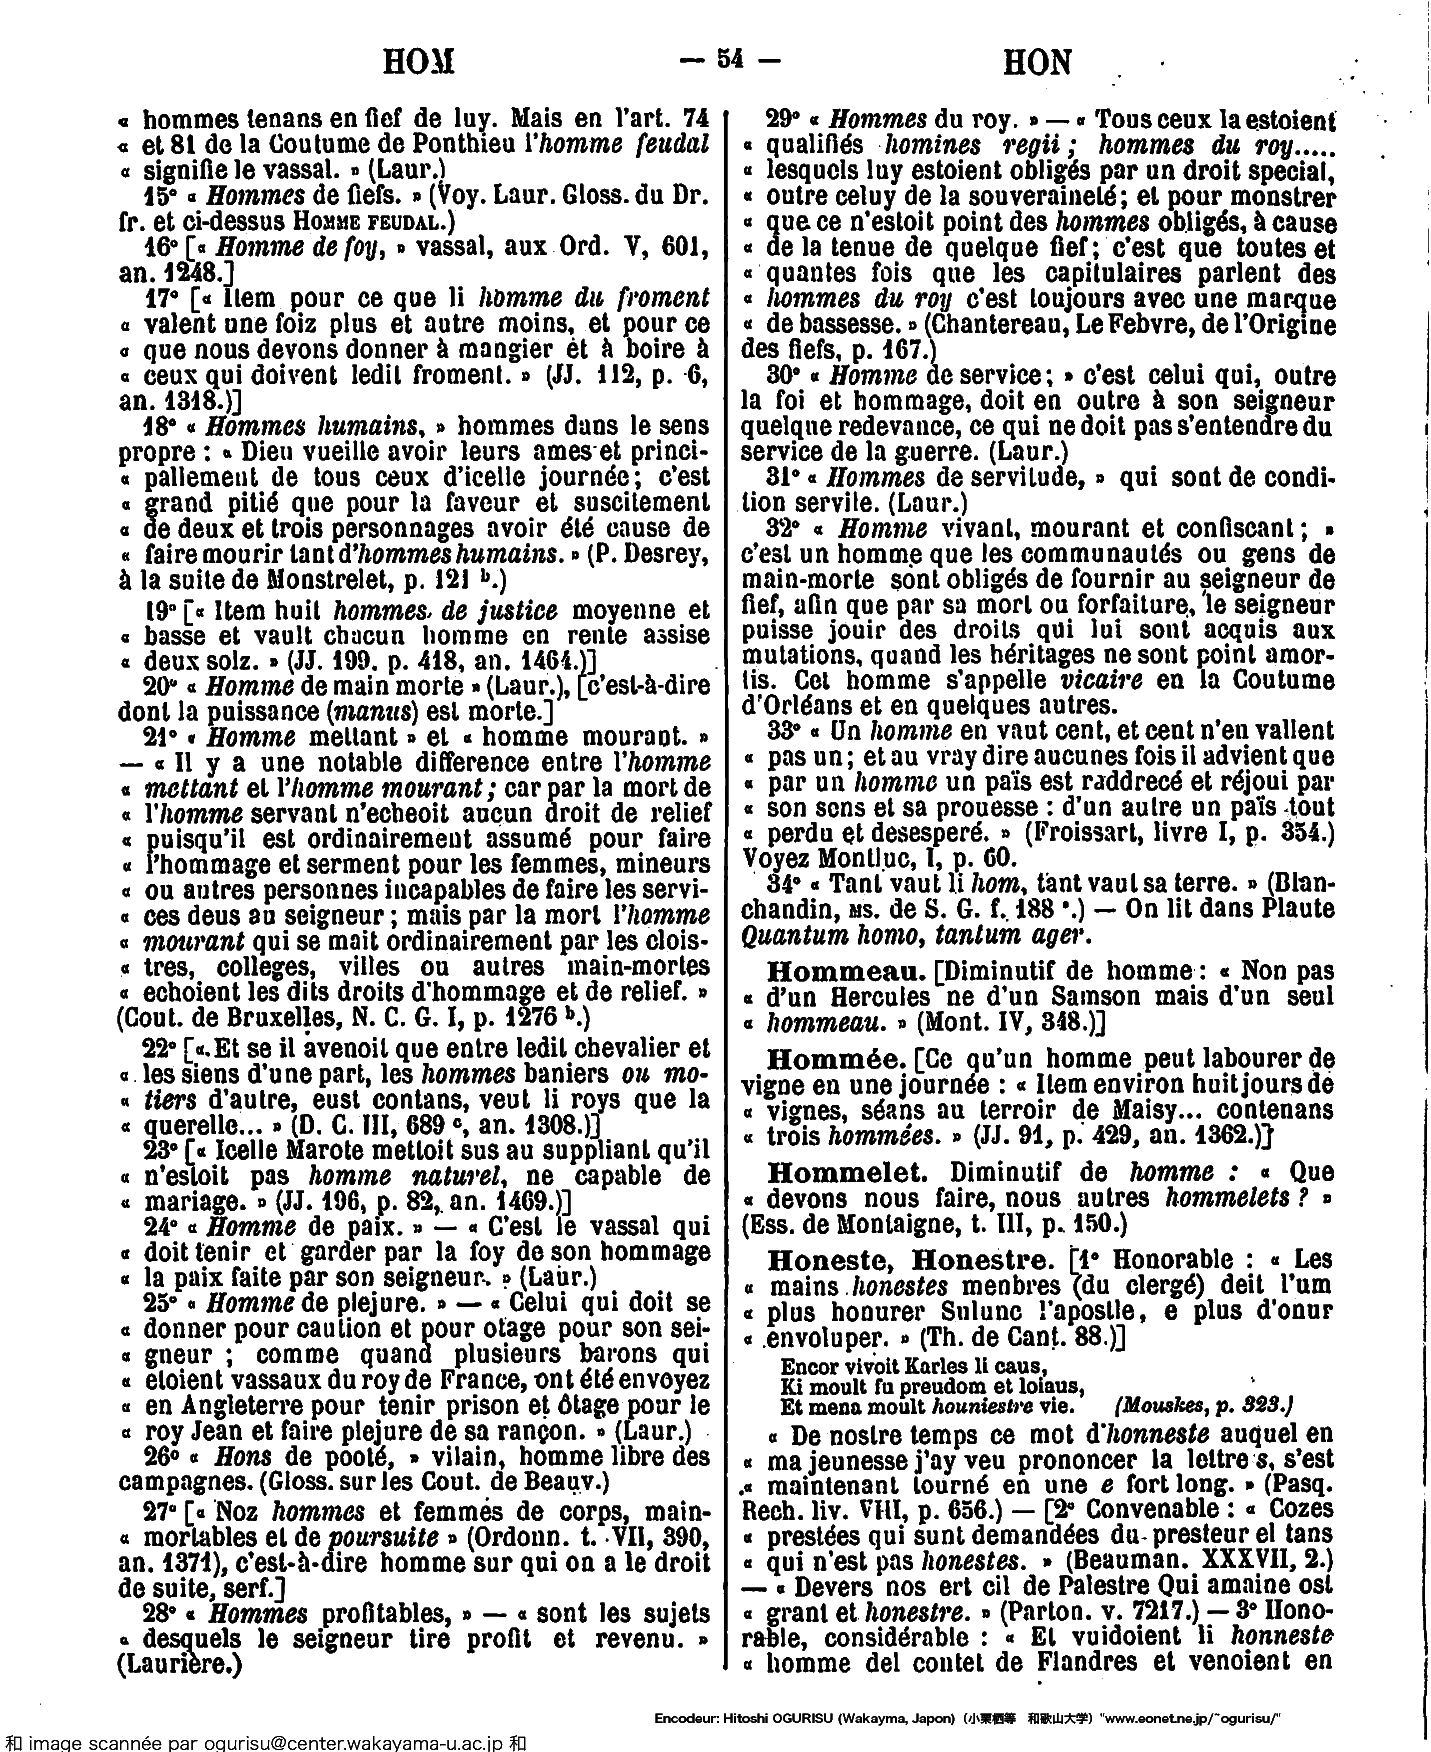 HOM — 54 — HON
« hommes tenans en fief de luy. Mais en l'art. 74
« et 81 de la Coutume de Ponthieu l'homme feudal
« signifie le vassal. » (Laur.)
15° « Hommes de fiefs. » (Voy. Laur. Gloss. du Dr.
fr. et ci-dessus HOMME FEUDAL.)
16° [« Homme de foy, » vassal, aux Ord. V, 601,
an. 1248.]
17° [« Item pour ce que li homme du froment
« valent une foiz plus et autre moins, et pour ce
« que nous devons donner à mangier et à boire à
« ceux qui doivent ledit froment. » (JJ. 112, p. 6,
an. 1318.)]
18° « Hommes humains, » hommes dans le sens
propre : « Dieu vueille avoir leurs ames et princi-
« pallement de tous ceux d'icelle journée; c'est
« grand pitié que pour la faveur et suscitement
« de deux et trois personnages avoir été cause de
« faire mourir tant d'hommes humains. » (P. Desrey,
à la suite de Monstrelet, p. 121 b.)
19° [« Item huit hommes de justice moyenne et
« basse et vault chacun homme en rente assise
« deux solz. » (JJ. 199, p. 418, an. 1464.)]
20° « Homme de main morte » (Laur.), [c'est-à-dire
dont la puissance (manus) est morte.]
21° « Homme mettant » et « homme mourant. »
— « Il y a une notable difference entre l'homme
« mettant et l'homme mourant; car par la mort de
« l'homme servant n'echeoit aucun droit de relief
« puisqu'il est ordinairement assumé pour faire
« l'hommage et serment pour les femmes, mineurs
« ou autres personnes incapables de faire les servi-
« ces deus au seigneur; mais par la mort l'homme
« mourant qui se mait ordinairement par les clois-
« tres, colleges, villes ou autres main-mortes
« echoient les dits droits d'hommage et de relief. »
(Cout. de Bruxelles, N. C. G. I, p. 1276 b.)
22° [« Et se il avenoit que entre ledit chevalier et
« les siens d'une part, les hommes baniers ou mo-
« tiers d'autre, eust contans, veut li roys que la
« querelle... » (D. C. III, 689 c, an. 1308.)]
23° [« Icelle Marote mettoit sus au suppliant qu'il
« n'estoit pas homme naturel, ne capable de
« mariage. » (JJ. 196, p. 82, an. 1469.)]
24° « Homme de paix. » — « C'est le vassal qui
« doit tenir et garder par la foy de son hommage
« la paix faite par son seigneur. » (Laur.)
25° « Homme de plejure. » — « Celui qui doit se
« donner pour caution et pour otage pour son sei-
« gneur ; comme quand plusieurs barons qui
« etoient vassaux du roy de France, ont été envoyez
« en Angleterre pour tenir prison et ôtage pour le
« roy Jean et faire plejure de sa rançon. » (Laur.)
26° « Hons de pooté, » vilain, homme libre des
campagnes. (Gloss. sur les Cout. de Beauv.)
27° [« Noz hommes et femmes de corps, main-
« mortables et de poursuite » (Ordonn. t. VII, 390,
an. 1371), c'est-à-dire homme sur qui on a le droit
de suite, serf.]
28° « Hommes profitables, » — « sont les sujets
« desquels le seigneur tire profit et revenu. »
(Laurière.)
29° « Hommes du roy. » — « Tous ceux la estoient
« qualifiés homines regii; hommes du roy.....
« lesquels luy estoient obligés par un droit special,
« outre celuy de la souveraineté; et pour monstrer
« que ce n'estoit point des hommes obligés, à cause
« de la tenue de quelque fief; c'est que toutes et
« quantes fois que les capitulaires parlent des
« hommes du roy c'est toujours avec une marque
« de bassesse. » (Chantereau, Le Febvre, de l'Origine
des fiefs, p. 167.)
30° « Homme de service; » c'est celui qui, outre
la foi et hommage, doit en outre à son seigneur
quelque redevance, ce qui ne doit pas s'entendre du
service de la guerre. (Laur.)
31° « Hommes de servitude, » qui sont de condi-
tion servile. (Laur.)
32° « Homme vivant, mourant et confiscant; »
c'est un homme que les communautés ou gens de
main-morte sont obligés de fournir au seigneur de
fief, afin que par sa mort ou forfaiture, le seigneur
puisse jouir des droits qui lui sont acquis aux
mutations, quand les héritages ne sont point amor-
tis. Cet homme s'appelle vicaire en la Coutume
d'Orléans et en quelques autres.
33° « Un homme en vaut cent, et cent n'en vallent
« pas un; et au vray dire aucunes fois il advient que
« par un homme un païs est raddrecé et réjoui par
« son sens et sa prouesse : d'un autre un païs tout
« perdu et desesperé. » (Froissart, livre I, p. 354.)
Voyez Montluc, I, p. 60.
34° « Tant vaut li hom, tant vaut sa terre. » (Blan-
chandin, MS. de S. G. f. 188 .) — On lit dans Plaute
Quantum homo, tantum ager.
Hommeau. [Diminutif de homme: « Non pas
« d'un Hercules ne d'un Samson mais d'un seul
« hommeau. » (Mont. IV, 348.)]
Hommée. [Ce qu'un homme peut labourer de
vigne en une journée : « Item environ huit jours de
« vignes, séans au terroir de Maisy... contenans
« trois hommées. » (JJ. 91, p. 429, an. 1362.)]
Hommelet. Diminutif de homme : « Que
« devons nous faire, nous autres hommelets ? »
(Ess. de Montaigne, t. III, p. 150.)
Honeste, Honestre. [1° Honorable : « Les
« mains honestes menbres (du clergé) deit l'um
« plus honurer Sulunc l'apostle, e plus d'onur
« envoluper. » (Th. de Cant. 88.)]
Encor vivoit Karles li caus,
Ki moult fu preudom et loiaus,
Et mena moult houniestre vie. (Mouskes, p. 323.)
« De nostre temps ce mot d'honneste auquel en
« ma jeunesse j'ay veu prononcer la lettre s, s'est
« maintenant tourné en une e fort long. » (Pasq.
Rech. liv. VIII, p. 656.) — [2° Convenable : « Cozes
« prestées qui sunt demandées du presteur el tans
« qui n'est pas honestes. » (Beauman. XXXVII, 2.)
— « Devers nos ert cil de Palestre Qui amaine ost
« grant et honestre. » (Parton. v. 7217.) — 3° Hono-
rable, considérable : « Et vuidoient li honneste
« homme del contet de Flandres et venoient en
Encodeur: Hitoshi OGURISU (Wakayma, Japon) (小栗栖等 和歌山大学) "www.eonet.ne.jp/~ogurisu/"
和 image scannée par ogurisu@center.wakayama-u.ac.jp 和